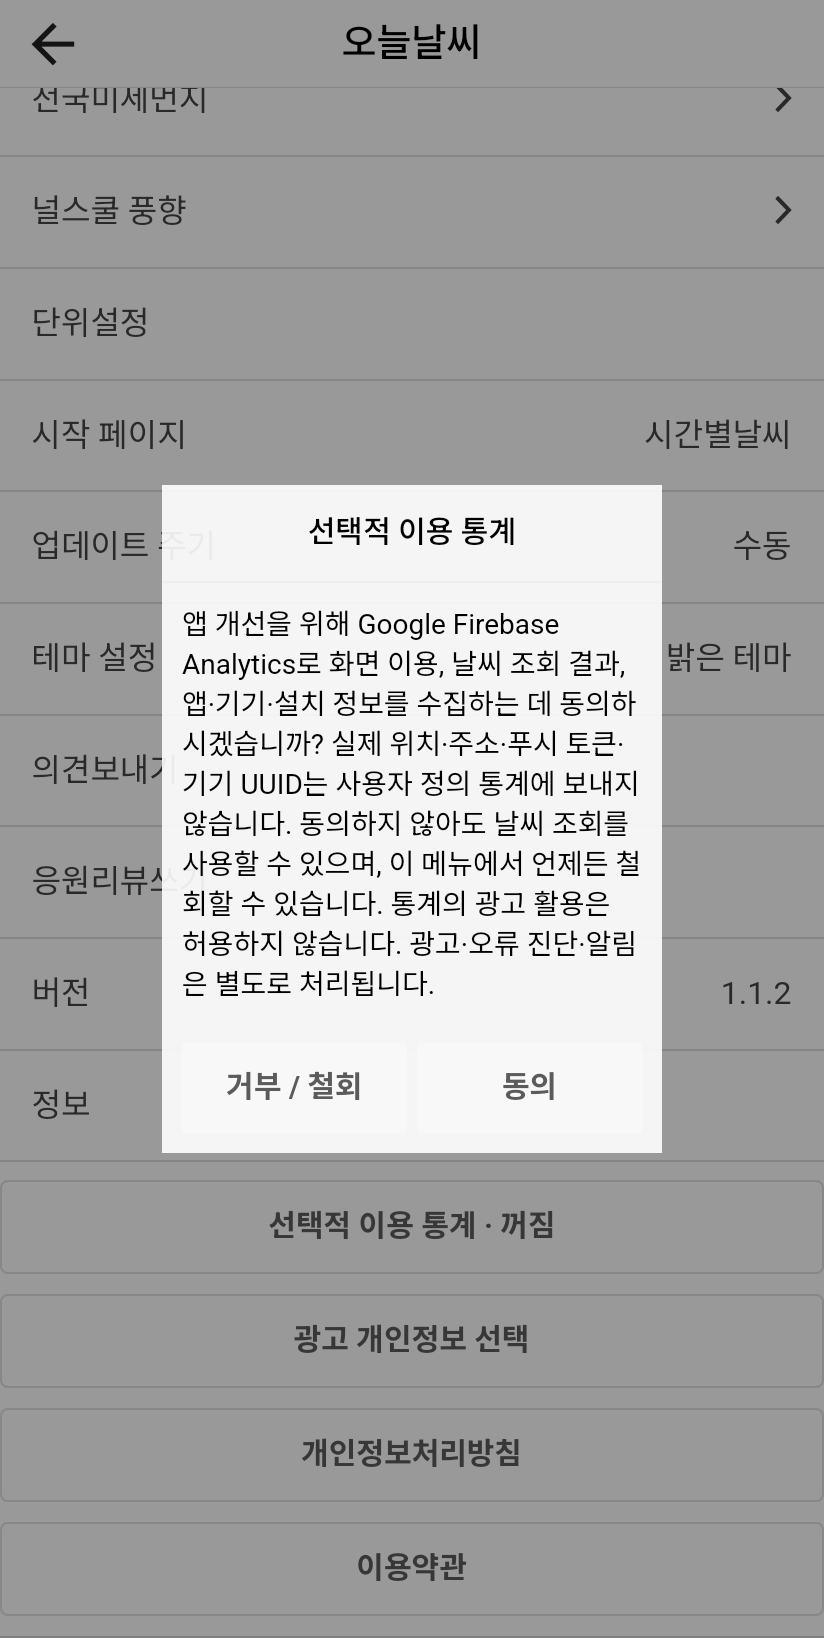 오늘날씨
전국미세먼지
널스쿨 풍향
단위설정
시작 페이지 시간별날씨
업데이트 주기 수동
테마 설정 밝은 테마
의견보내기
응원리뷰쓰기
버전 1.1.2
정보
선택적 이용 통계
앱 개선을 위해 Google Firebase
Analytics로 화면 이용, 날씨 조회 결과,
앱·기기·설치 정보를 수집하는 데 동의하
시겠습니까? 실제 위치·주소·푸시 토큰·
기기 UUID는 사용자 정의 통계에 보내지
않습니다. 동의하지 않아도 날씨 조회를
사용할 수 있으며, 이 메뉴에서 언제든 철
회할 수 있습니다. 통계의 광고 활용은
허용하지 않습니다. 광고·오류 진단·알림
은 별도로 처리됩니다.
거부 / 철회 동의
선택적 이용 통계 · 꺼짐
광고 개인정보 선택
개인정보처리방침
이용약관